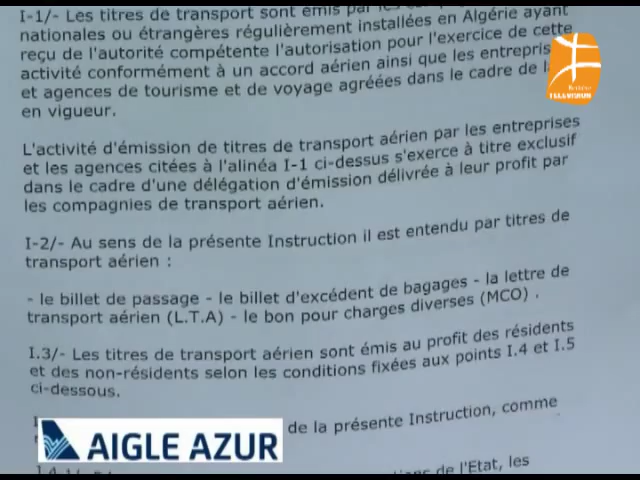 I-1/- Les titres de transport sont émis par les
nationales ou étrangères régulièrement installées en Algérie ayant
reçu de l'autorité compétente l'autorisation pour l'exercice de cette
activité conformément à un accord aérien ainsi que les entreprises
et agences de tourisme et de voyage agréées dans le cadre de la
en vigueur.
L'activité d'émission de titres de transport aérien par les entreprises
et les agences citées à l'alinéa I-1 ci-dessus s'exerce à titre exclusif
dans le cadre d'une délégation d'émission délivrée à leur profit par
les compagnies de transport aérien.
I-2/- Au sens de la présente Instruction il est entendu par titres de
transport aérien :
- le billet de passage - le billet d'excédent de bagages - la lettre de
transport aérien (L.T.A) - le bon pour charges diverses (MCO) .
I.3/- Les titres de transport aérien sont émis au profit des résidents
et des non-résidents selon les conditions fixées aux points I.4 et I.5
ci-dessous.
de la présente Instruction, comme
de l'Etat, les
AIGLE AZUR